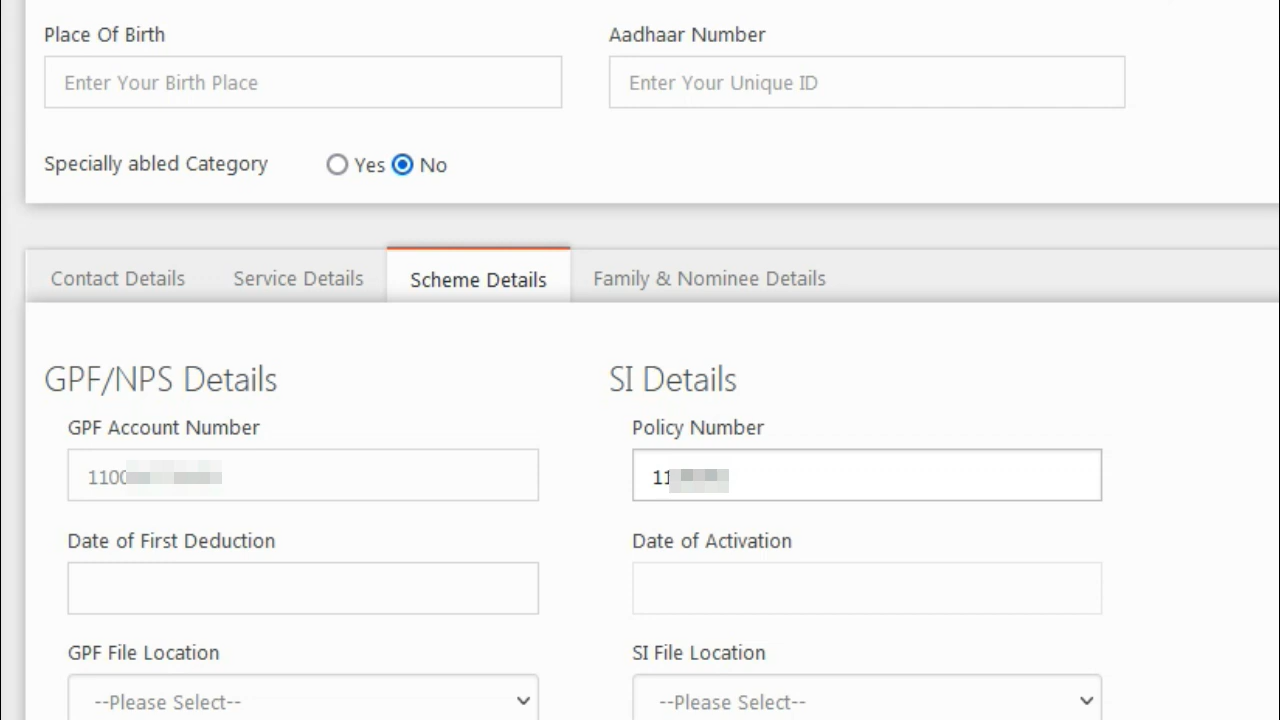 Place Of Birth Aadhaar Number
Enter Your Birth Place Enter Your Unique ID
Specially abled Category Yes No
Contact Details Service Details Scheme Details Family & Nominee Details
GPF/NPS Details SI Details
GPF Account Number Policy Number
1100 11
Date of First Deduction Date of Activation
GPF File Location SI File Location
--Please Select-- --Please Select--